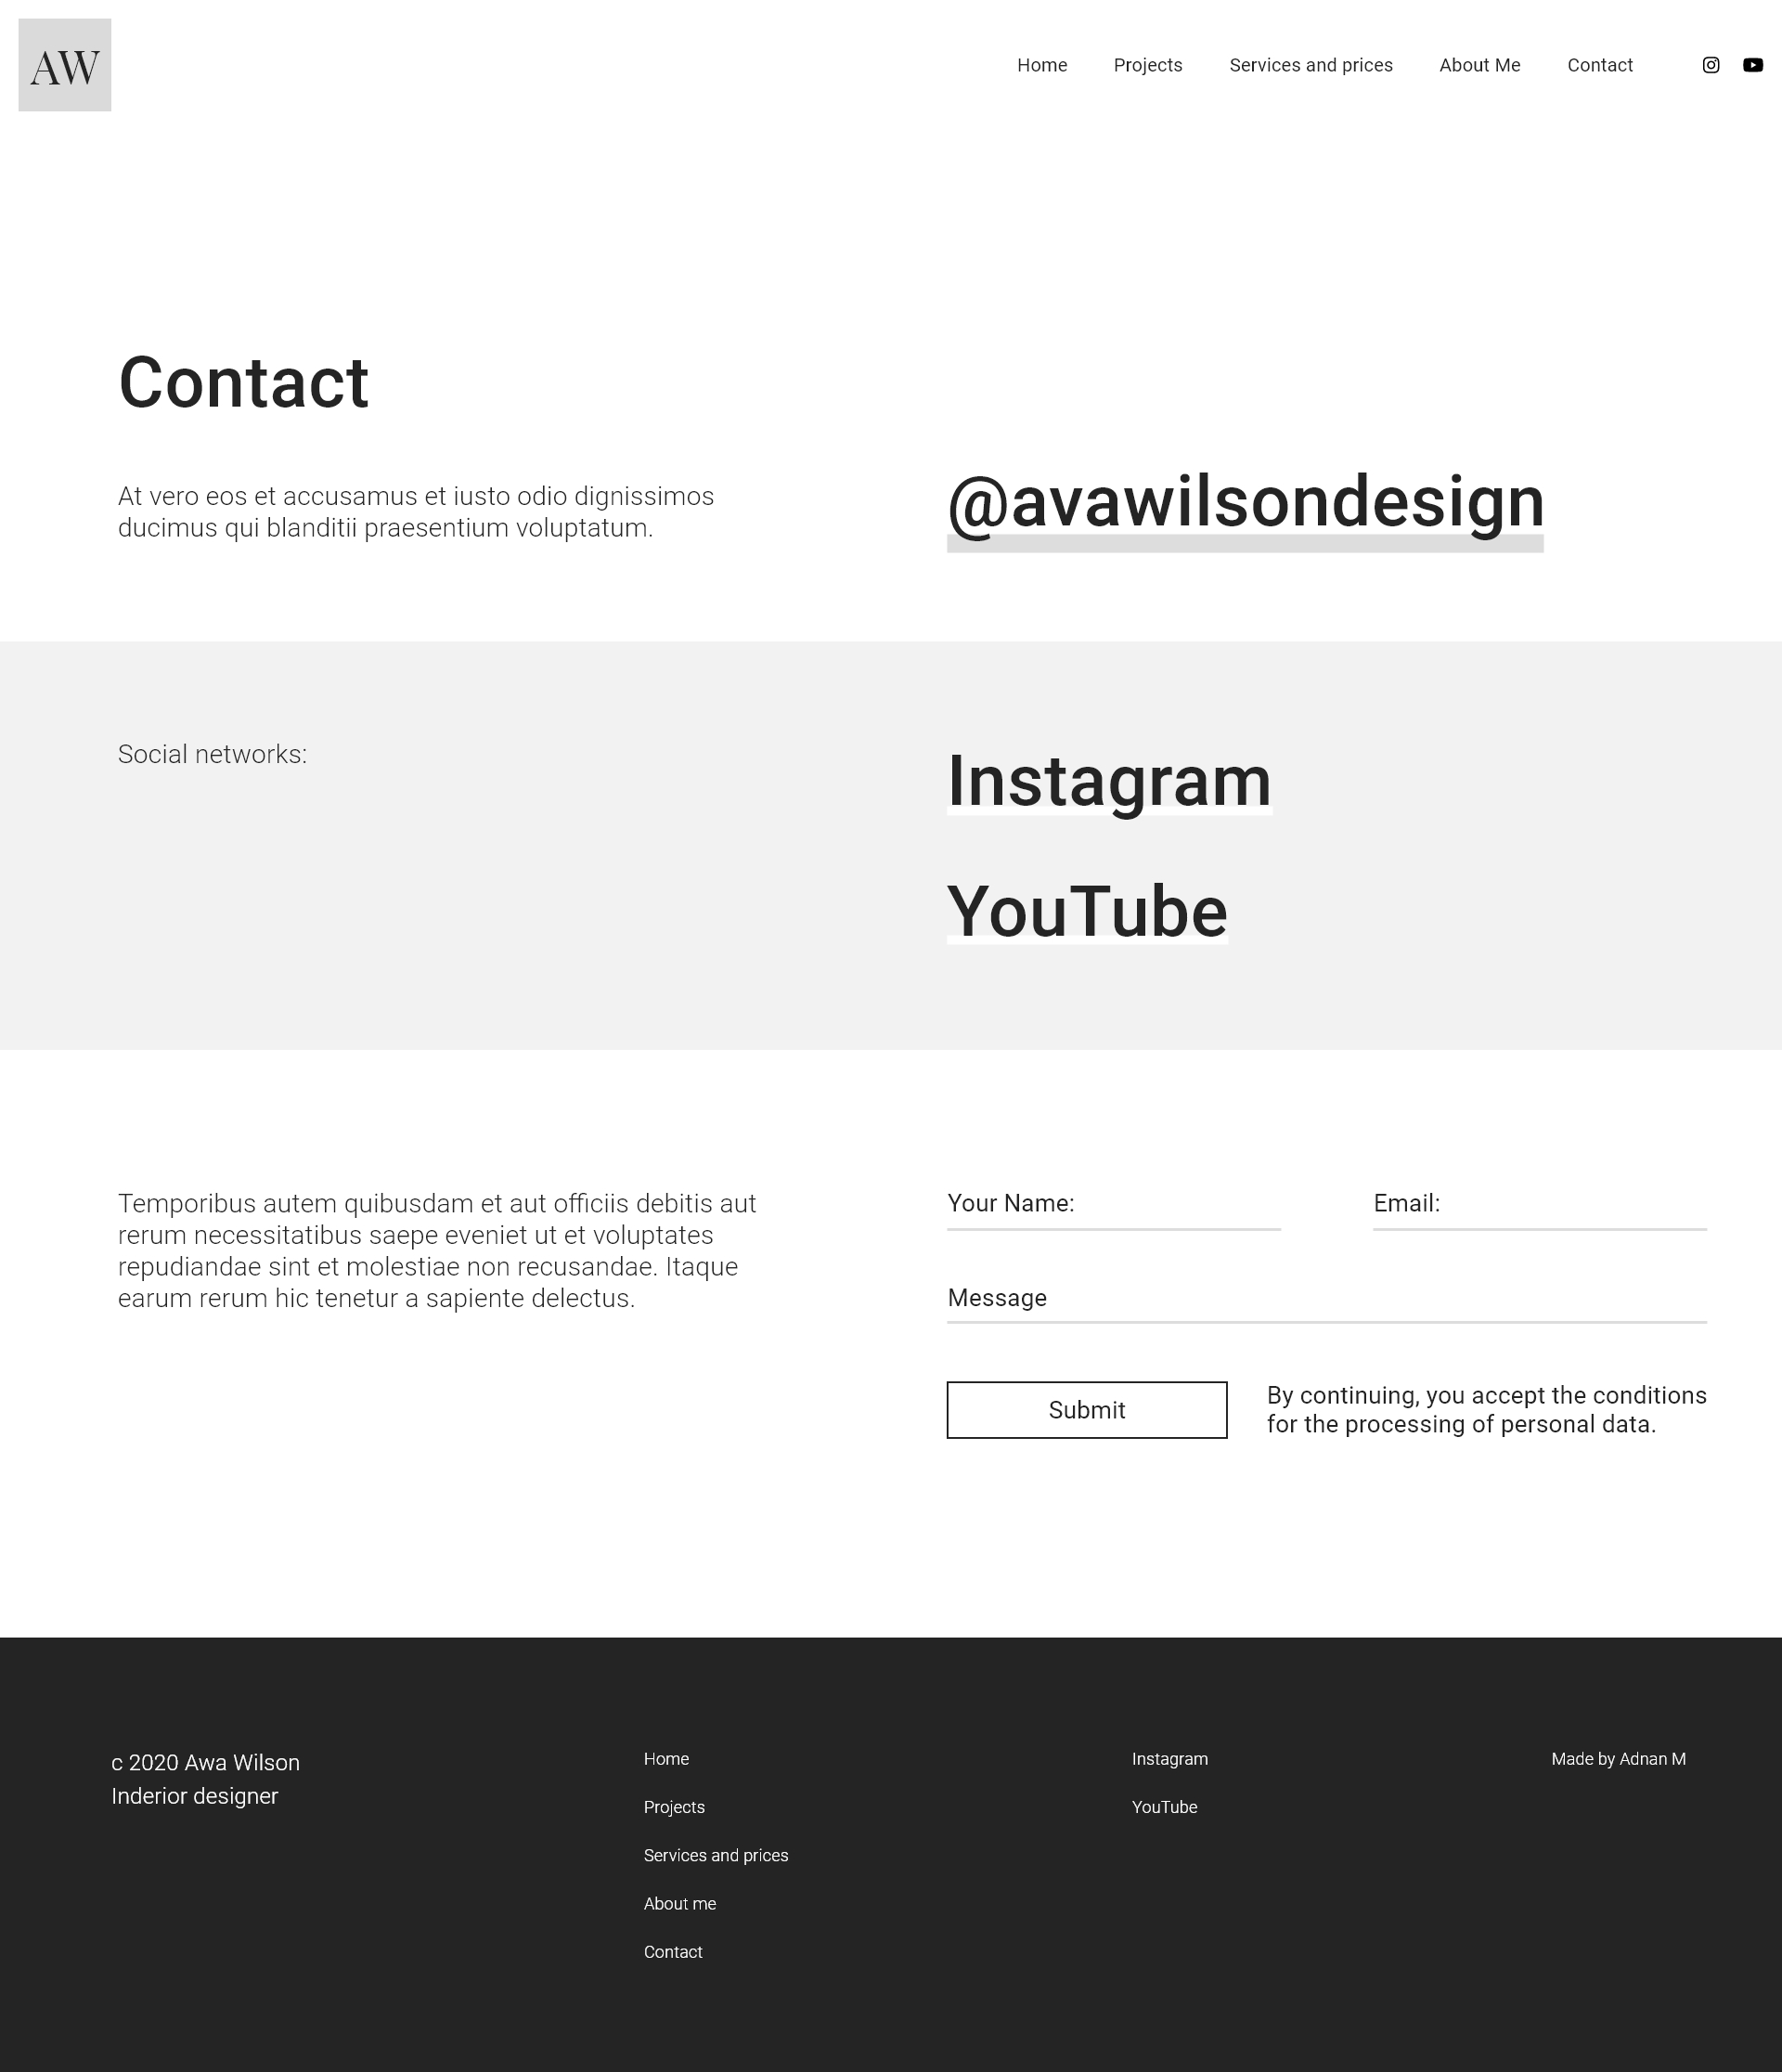 AW
Home Projects Services and prices About Me Contact
Contact
At vero eos et accusamus et iusto odio dignissimos
ducimus qui blanditii praesentium voluptatum.
@avawilsondesign
Social networks:
Instagram
YouTube
Temporibus autem quibusdam et aut officiis debitis aut
rerum necessitatibus saepe eveniet ut et voluptates
repudiandae sint et molestiae non recusandae. Itaque
earum rerum hic tenetur a sapiente delectus.
Your Name: Email:
Message
Submit
By continuing, you accept the conditions
for the processing of personal data.
c 2020 Awa Wilson
Inderior designer
Home
Projects
Services and prices
About me
Contact
Instagram
YouTube
Made by Adnan M